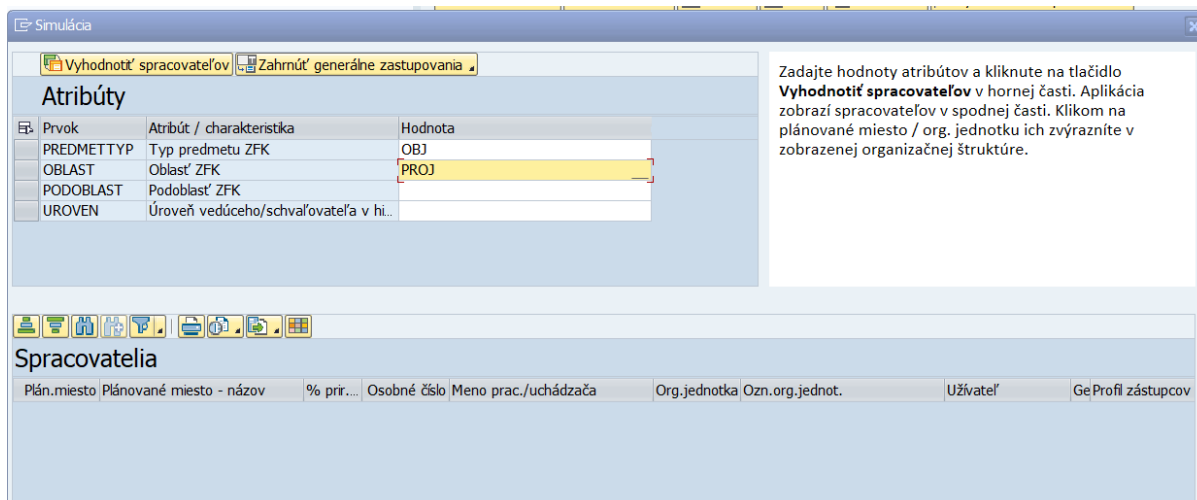 Simulácia
Vyhodnotiť spracovateľov Zahrnúť generálne zastupovania
Atribúty
Prvok Atribút / charakteristika Hodnota
PREDMETTYP Typ predmetu ZFK OBJ
OBLAST Oblasť ZFK PROJ
PODOBLAST Podoblasť ZFK
UROVEN Úroveň vedúceho/schvaľovateľa v hi...
Zadajte hodnoty atribútov a kliknute na tlačidlo
Vyhodnotiť spracovateľov v hornej časti. Aplikácia
zobrazí spracovateľov v spodnej časti. Klikom na
plánované miesto / org. jednotku ich zvýrazníte v
zobrazenej organizačnej štruktúre.
Spracovatelia
Plán.miesto Plánované miesto - názov % prir.... Osobné číslo Meno prac./uchádzača Org.jednotka Ozn.org.jednot. Užívateľ Ge Profil zástupcov